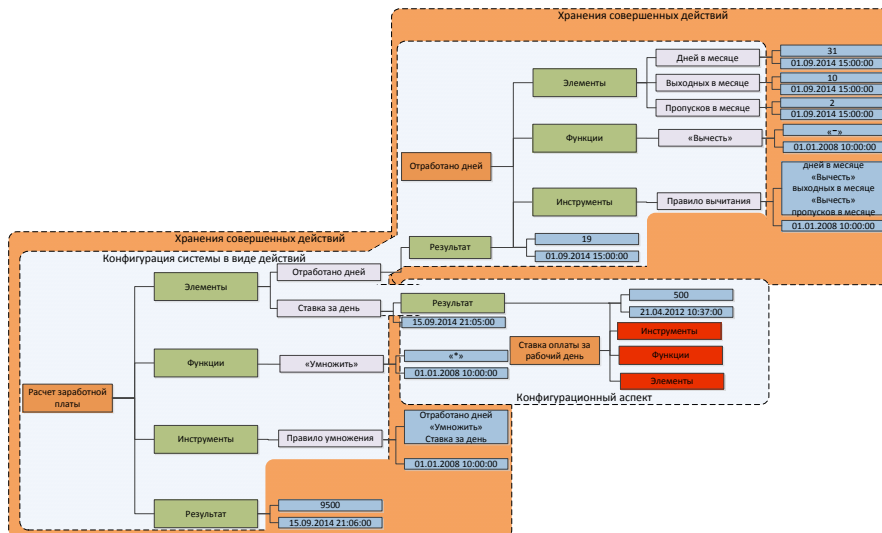 Хранения совершенных действий
Дней в месяце
31
01.09.2014 15:00:00
Элементы
Выходных в месяце
10
01.09.2014 15:00:00
Пропусков в месяце
2
01.09.2014 15:00:00
Функции
«Вычесть»
«−»
01.01.2008 10:00:00
Отработано дней
Инструменты
Правило вычитания
дней в месяце
«Вычесть»
выходных в месяце
«Вычесть»
пропусков в месяце
01.01.2008 10:00:00
Результат
19
01.09.2014 15:00:00
Хранения совершенных действий
Конфигурация системы в виде действий
Элементы
Отработано дней
Ставка за день
Результат
15.09.2014 21:05:00
500
21.04.2012 10:37:00
Ставка оплаты за
рабочий день
Инструменты
Функции
Элементы
Конфигурационный аспект
Функции
«Умножить»
«*»
01.01.2008 10:00:00
Расчет заработной
платы
Инструменты
Правило умножения
Отработано дней
«Умножить»
Ставка за день
01.01.2008 10:00:00
Результат
9500
15.09.2014 21:06:00